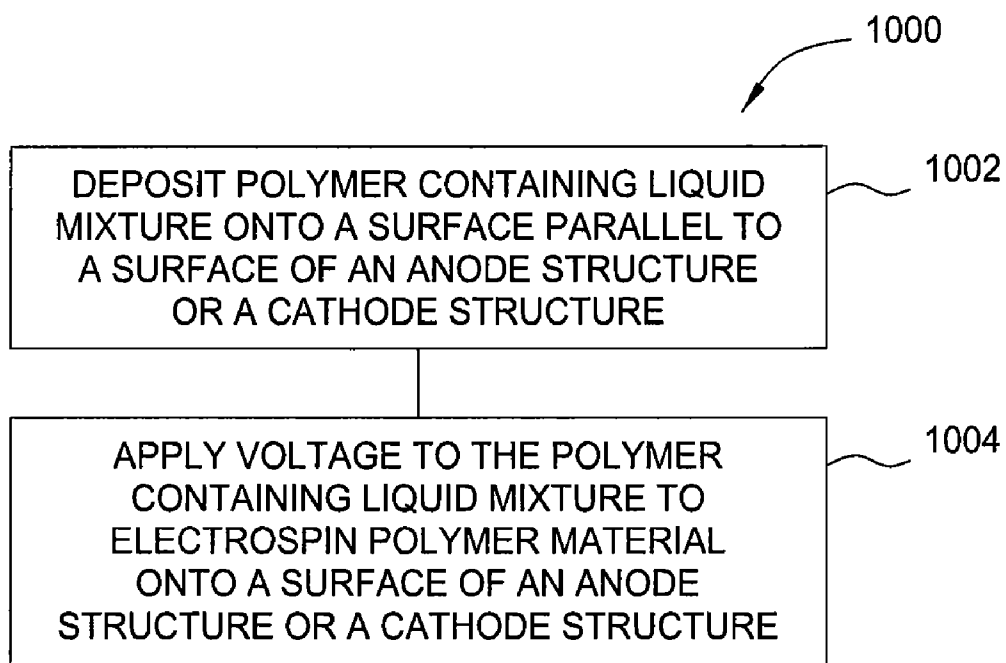 1000
DEPOSIT POLYMER CONTAINING LIQUID
MIXTURE ONTO A SURFACE PARALLEL TO
A SURFACE OF AN ANODE STRUCTURE
OR A CATHODE STRUCTURE
1002
APPLY VOLTAGE TO THE POLYMER
CONTAINING LIQUID MIXTURE TO
ELECTROSPIN POLYMER MATERIAL
ONTO A SURFACE OF AN ANODE
STRUCTURE OR A CATHODE STRUCTURE
1004